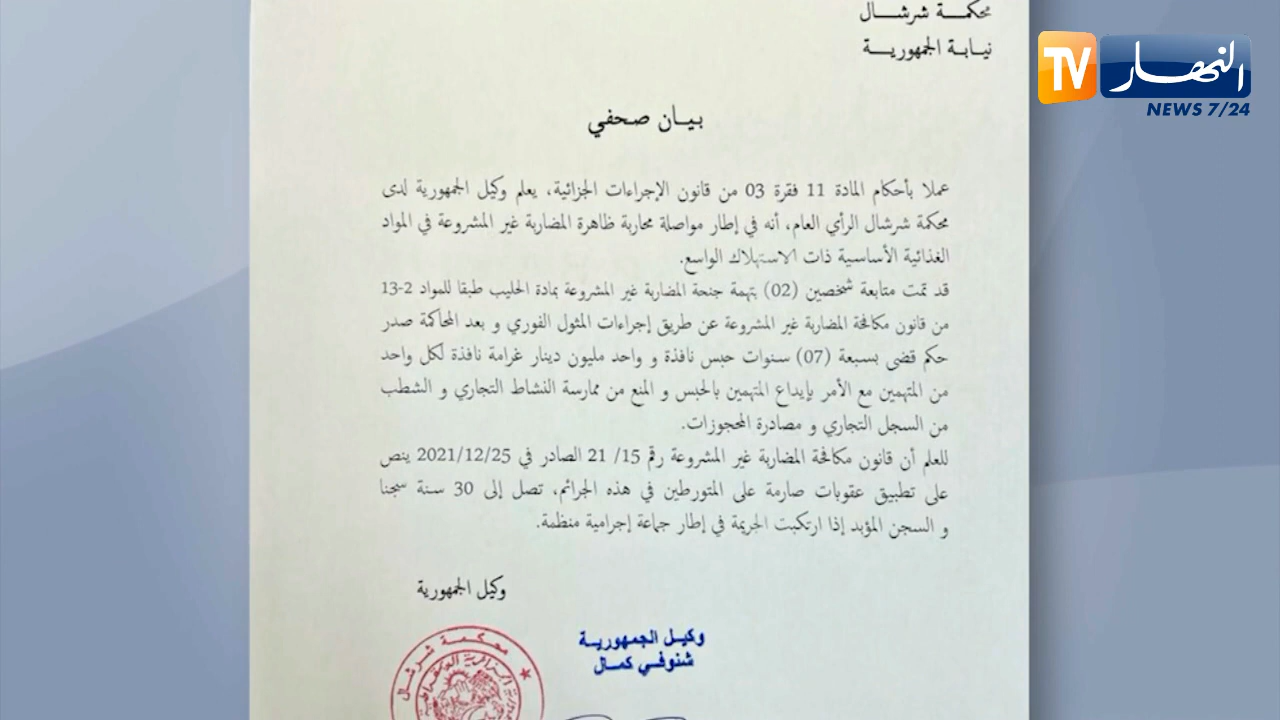 محكمة شرشال
نيابة الجمهورية
TV النهار
NEWS 7/24
بيان صحفي
عملا بأحكام المادة 11 فقرة 03 من قانون الإجراءات الجزائية، يعلم وكيل الجمهورية لدى
محكمة شرشال الرأي العام، أنه في إطار مواصلة محاربة ظاهرة المضاربة غير المشروعة في المواد
الغذائية الأساسية ذات الاستهلاك الواسع.
قد تمت متابعة شخصين (02) بتهمة جنحة المضاربة غير المشروعة بمادة الحليب طبقا للمواد 2-13
من قانون مكافحة المضاربة غير المشروعة عن طريق إجراءات المثول الفوري و بعد المحاكمة صدر
حكم قضى بسبعة (07) سنوات حبس نافذة و واحد مليون دينار غرامة نافذة لكل واحد
من المتهمين مع الأمر بإيداع المتهمين بالحبس و المنع من ممارسة النشاط التجاري و الشطب
من السجل التجاري و مصادرة المحجوزات.
للعلم أن قانون مكافحة المضاربة غير المشروعة رقم 15/ 21 الصادر في 2021/12/25 ينص
على تطبيق عقوبات صارمة على المتورطين في هذه الجرائم، تصل إلى 30 سنة سجنا
و السجن المؤبد إذا ارتكبت الجريمة في إطار جماعة إجرامية منظمة.
وكيل الجمهورية
وكيل الجمهورية
شنوفي كمال
محكمة شرشال